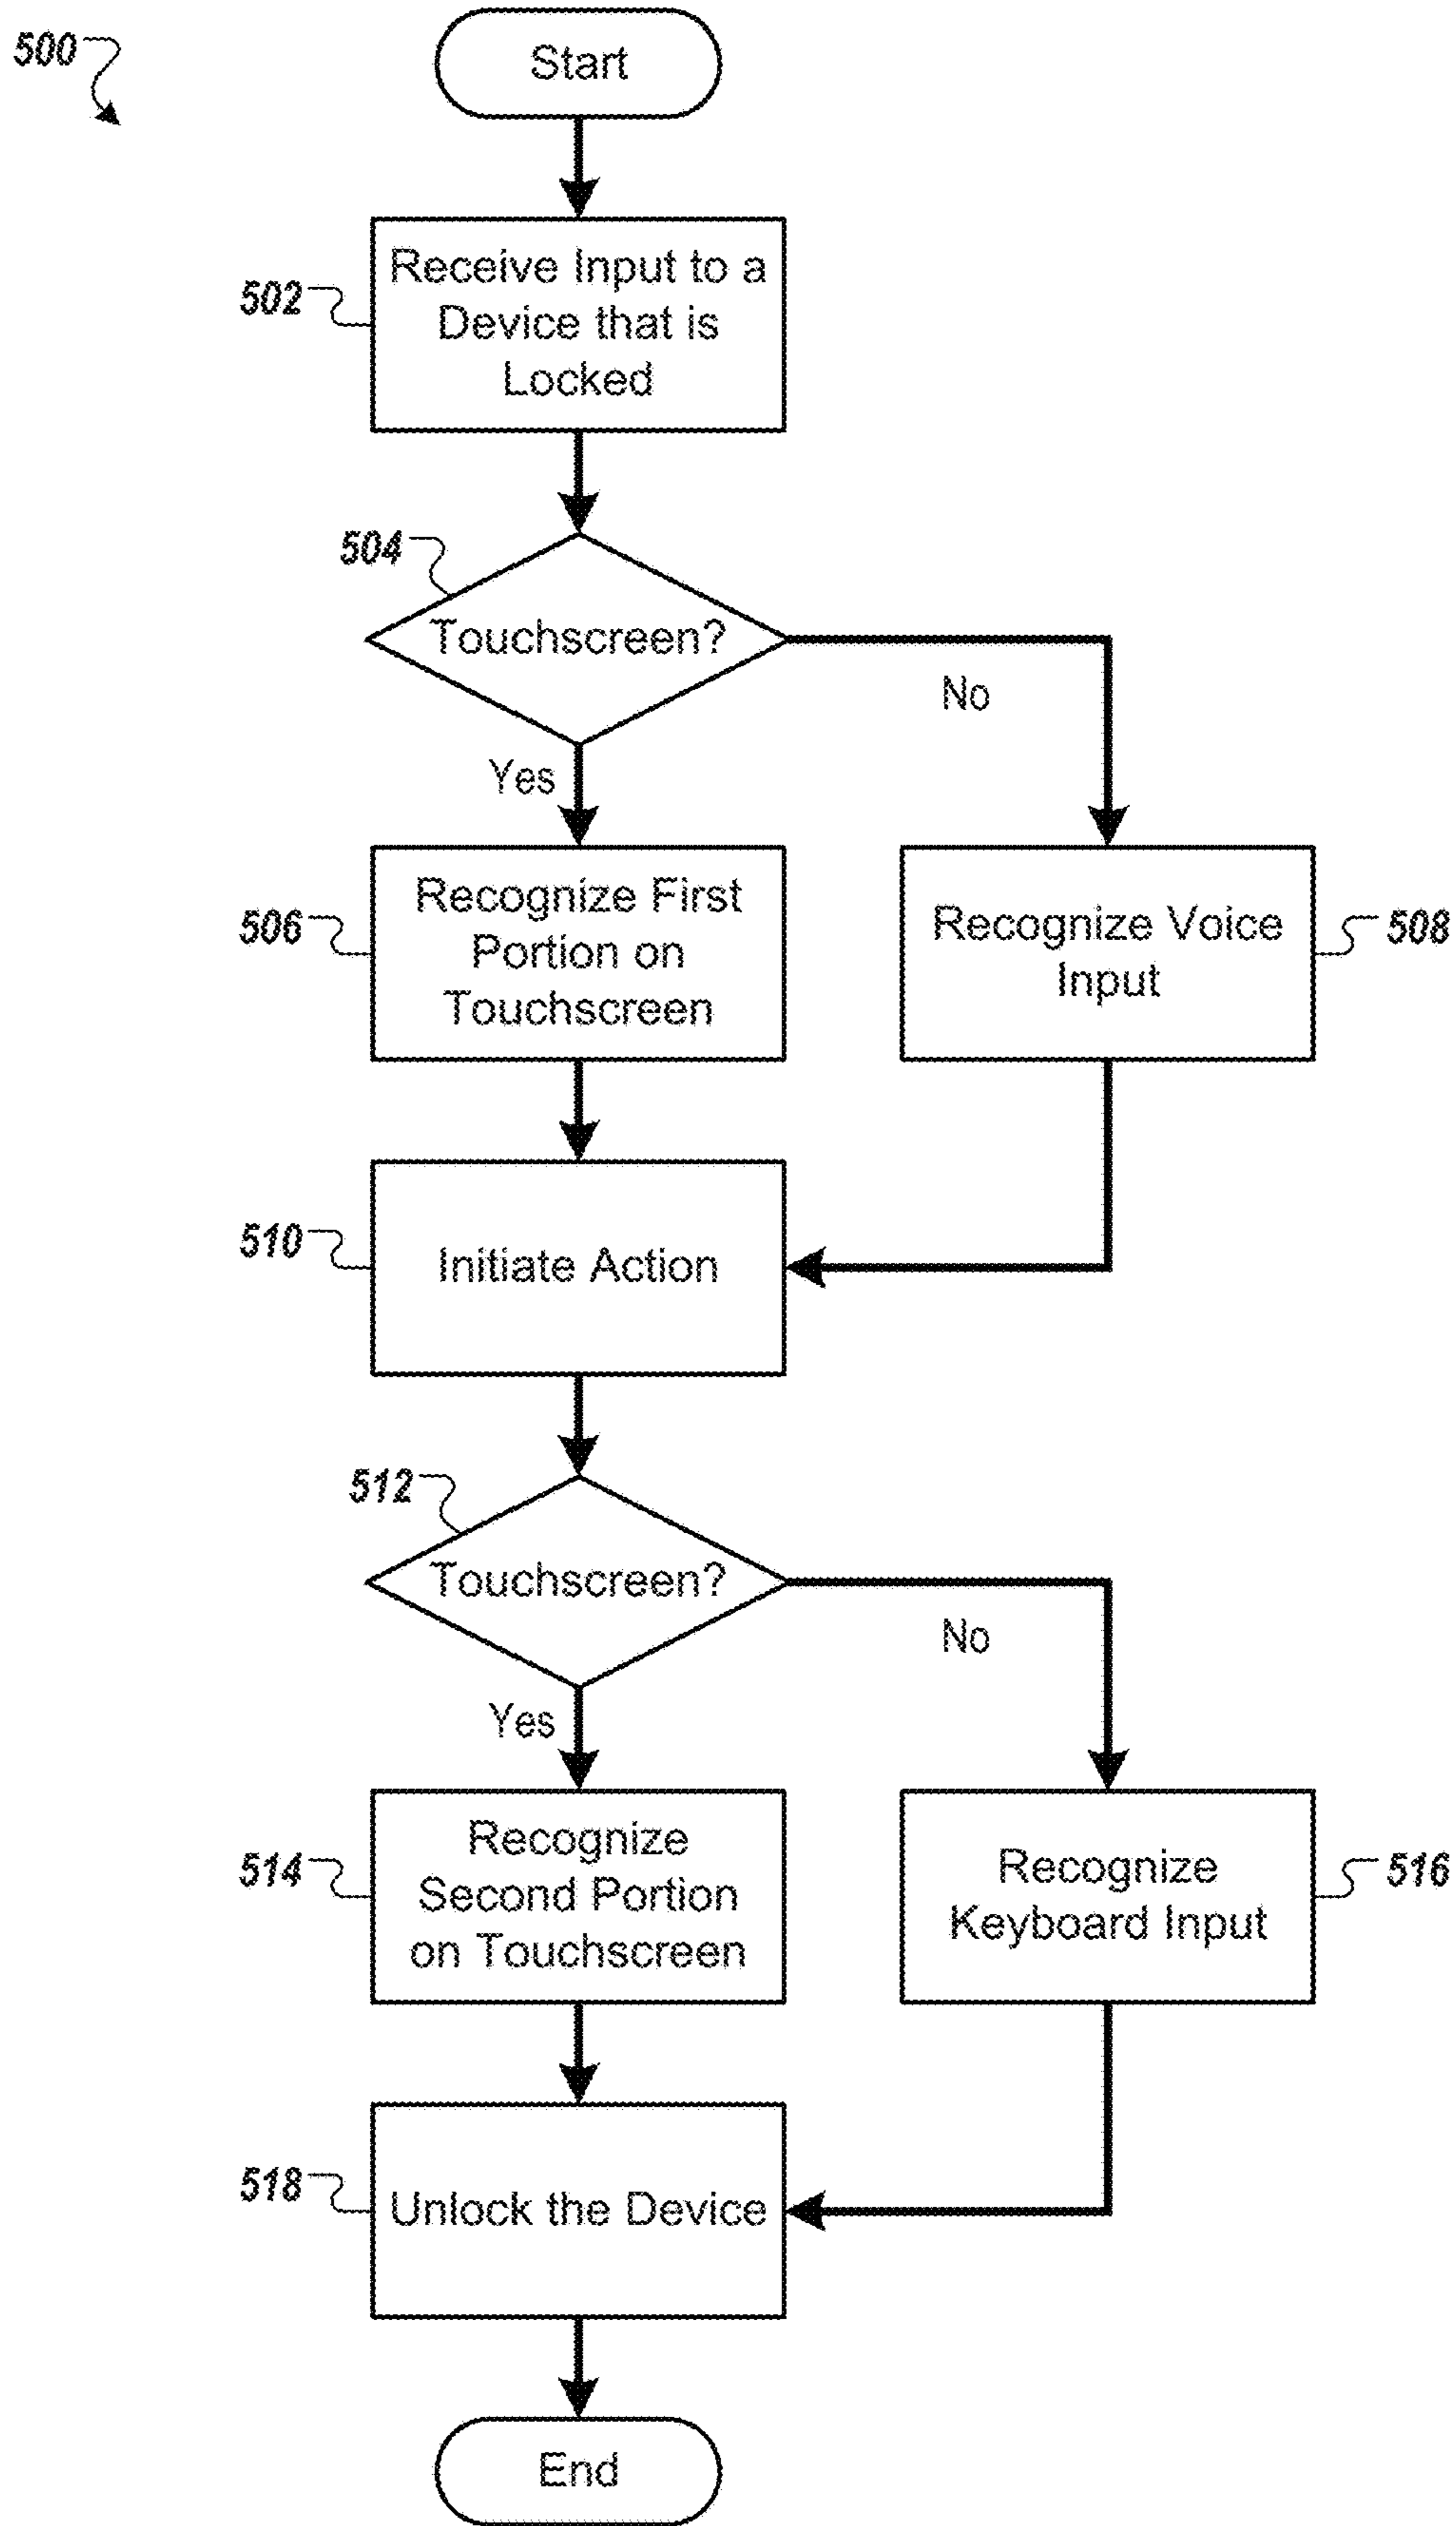 500
Start
502
Receive Input to a
Device that is
Locked
504
Touchscreen?
No
Yes
506
Recognize First
Portion on
Touchscreen
Recognize Voice
Input
508
510
Initiate Action
512
Touchscreen?
No
Yes
514
Recognize
Second Portion
on Touchscreen
Recognize
Keyboard Input
516
518
Unlock the Device
End